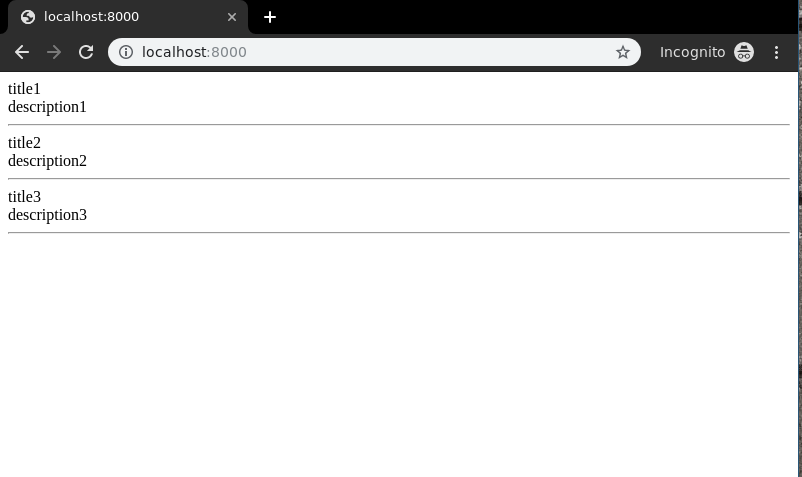 localhost:8000
localhost:8000
Incognito
title1
description1
title2
description2
title3
description3